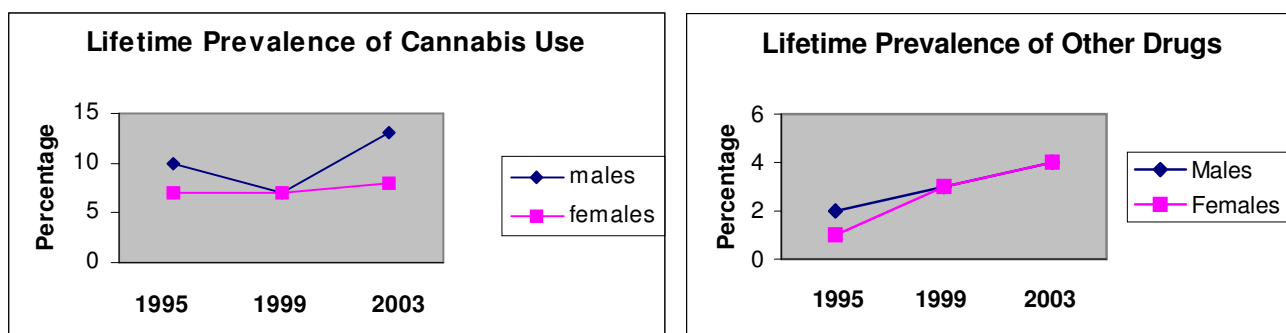 Lifetime Prevalence of Cannabis Use
15
10
5
0
Percentage
1995 1999 2003
males
females
Lifetime Prevalence of Other Drugs
6
4
2
0
Percentage
1995 1999 2003
Males
Females